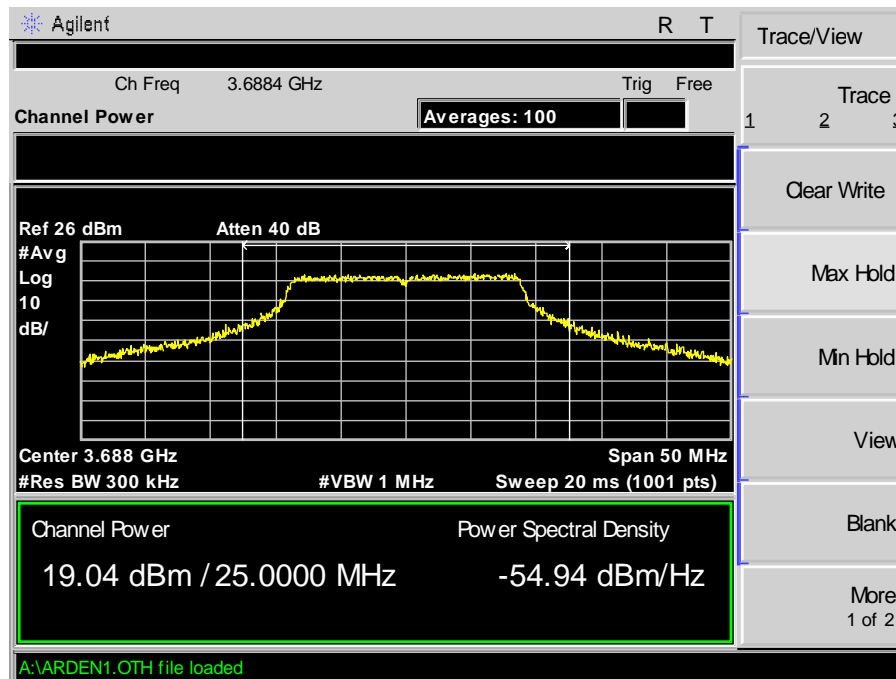 Agilent R T
Trace/View
Ch Freq 3.6884 GHz Trig Free
Channel Power
Averages: 100
Trace
1 2
Clear Write
Ref 26 dBm Atten 40 dB
#Avg
Log
10
dB/
Max Hold
Min Hold
View
Center 3.688 GHz Span 50 MHz
#Res BW 300 kHz #VBW 1 MHz Sweep 20 ms (1001 pts)
Channel Power Power Spectral Density
19.04 dBm / 25.0000 MHz -54.94 dBm/Hz
Blank
More
1 of 2
A:\ARDEN1.OTH file loaded